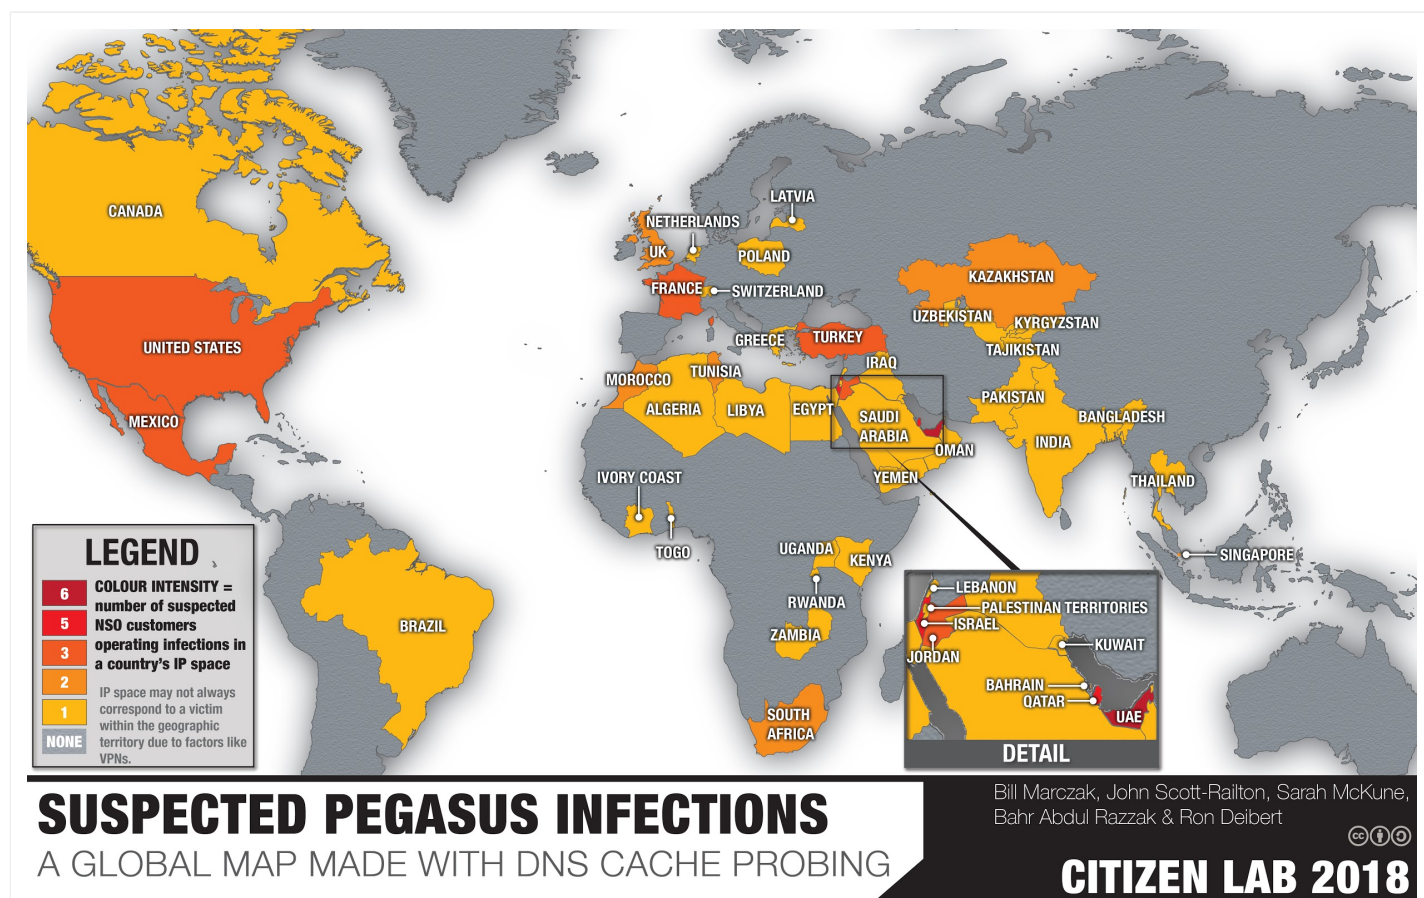 LATVIA
NETHERLANDS
CANADA
UK
POLAND
KAZAKHSTAN
FRANCE
SWITZERLAND
UZBEKISTAN
KYRGYZSTAN
UNITED STATES
GREECE
TURKEY
TAJIKISTAN
IRAQ
TUNISIA
MOROCCO
MEXICO
ALGERIA
LIBYA
EGYPT
SAUDI
ARABIA
PAKISTAN
BANGLADESH
INDIA
OMAN
YEMEN
THAILAND
IVORY COAST
TOGO
UGANDA
KENYA
SINGAPORE
RWANDA
BRAZIL
ZAMBIA
SOUTH
AFRICA
LEBANON
PALESTINAN TERRITORIES
ISRAEL
JORDAN
KUWAIT
BAHRAIN
QATAR
UAE
DETAIL
LEGEND
6
5
3
2
1
NONE
COLOUR INTENSITY =
number of suspected
NSO customers
operating infections in
a country's IP space
IP space may not always
correspond to a victim
within the geographic
territory due to factors like
VPNs.
SUSPECTED PEGASUS INFECTIONS
A GLOBAL MAP MADE WITH DNS CACHE PROBING
Bill Marczak, John Scott-Railton, Sarah McKune,
Bahr Abdul Razzak & Ron Deibert
cc
CITIZEN LAB 2018